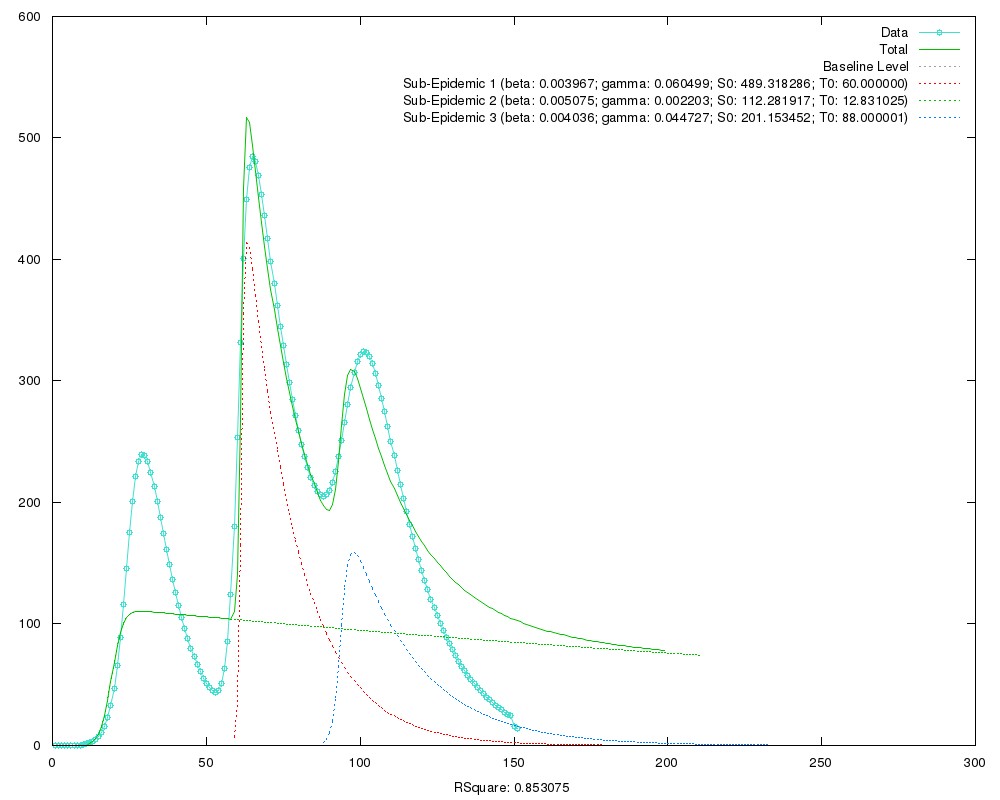 600
500
400
300
200
100
0
Data
Total
Baseline Level
Sub-Epidemic 1 (beta: 0.003967; gamma: 0.060499; S0: 489.318286; T0: 60.000000)
Sub-Epidemic 2 (beta: 0.005075; gamma: 0.002203; S0: 112.281917; T0: 12.831025)
Sub-Epidemic 3 (beta: 0.004036; gamma: 0.044727; S0: 201.153452; T0: 88.000001)
0 50 100 150 200 250 300
RSquare: 0.853075